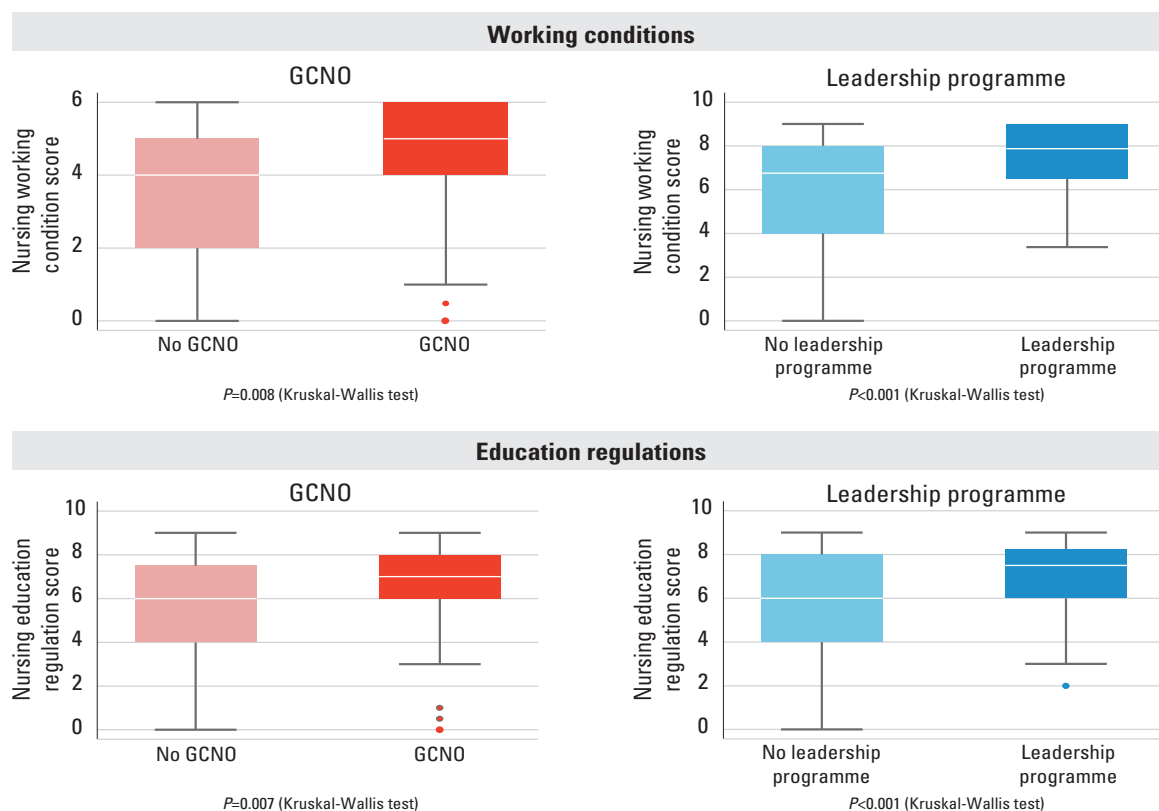 Working conditions
GCNO
Nursing working
condition score
6
4
2
0
No GCNO
GCNO
P=0.008 (Kruskal-Wallis test)
Leadership programme
Nursing working
condition score
10
8
6
4
2
0
No leadership
programme
Leadership
programme
P<0.001 (Kruskal-Wallis test)
Education regulations
GCNO
Nursing education
regulation score
10
8
6
4
2
0
No GCNO
GCNO
P=0.007 (Kruskal-Wallis test)
Leadership programme
Nursing education
regulation score
10
8
6
4
2
0
No leadership
programme
Leadership
programme
P<0.001 (Kruskal-Wallis test)